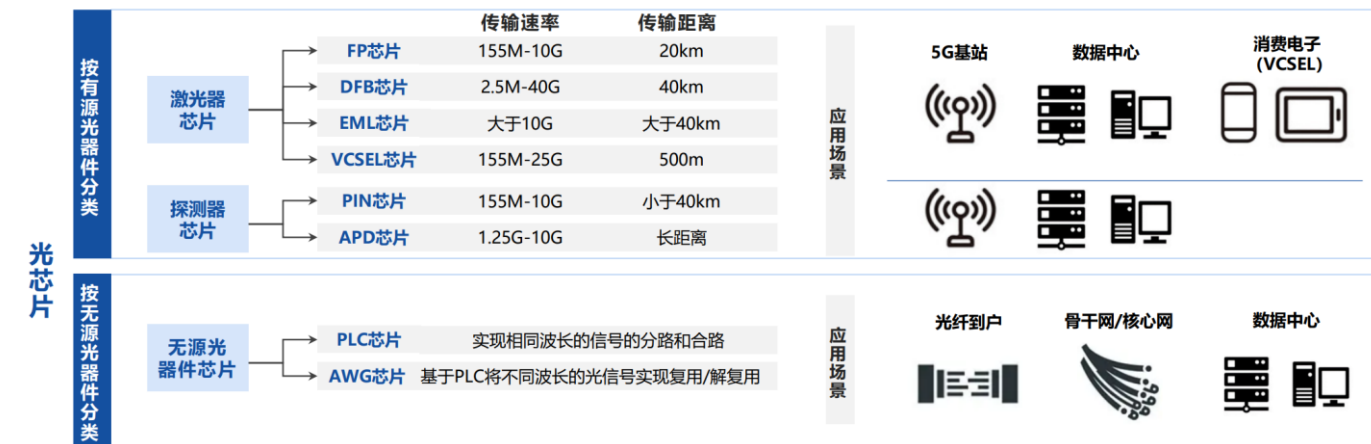 光芯片
按有源光器件分类
传输速率 传输距离
激光器
芯片
FP芯片 155M-10G 20km
DFB芯片 2.5M-40G 40km
EML芯片 大于10G 大于40km
VCSEL芯片 155M-25G 500m
探测器
芯片
PIN芯片 155M-10G 小于40km
APD芯片 1.25G-10G 长距离
应用场景
5G基站
数据中心
消费电子
(VCSEL)
按无源光器件分类
无源光
器件芯片
PLC芯片 实现相同波长的信号的分路和合路
AWG芯片 基于PLC将不同波长的光信号实现复用/解复用
应用场景
光纤到户
骨干网/核心网
数据中心